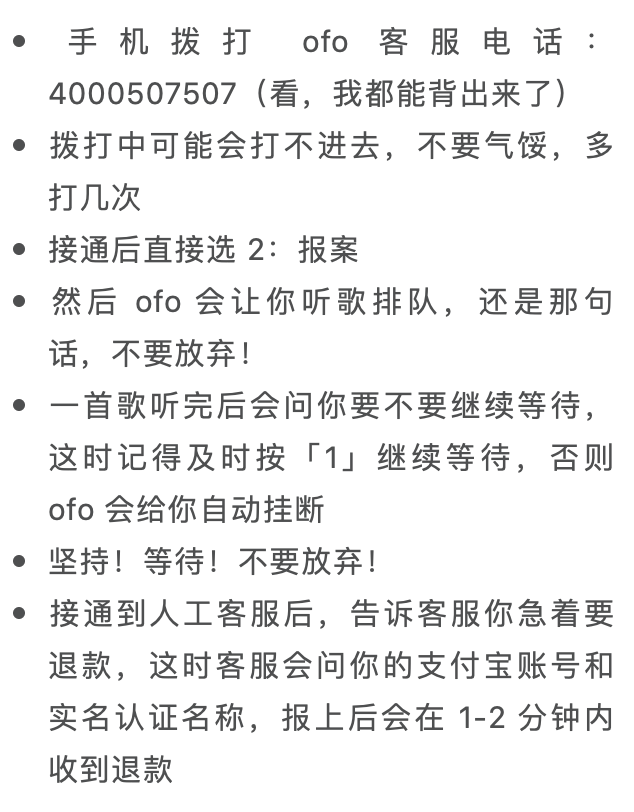 • 手机拨打 ofo 客服电话：
4000507507（看，我都能背出来了）
• 拨打中可能会打不进去，不要气馁，多
打几次
• 接通后直接选 2：报案
• 然后 ofo 会让你听歌排队，还是那句
话，不要放弃！
• 一首歌听完后会问你要不要继续等待，
这时记得及时按「1」继续等待，否则
ofo 会给你自动挂断
• 坚持！等待！不要放弃！
• 接通到人工客服后，告诉客服你急着要
退款，这时客服会问你的支付宝账号和
实名认证名称，报上后会在 1-2 分钟内
收到退款